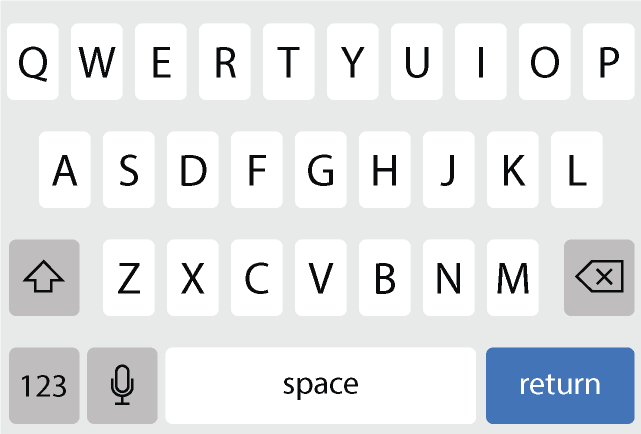 Q W E R T Y U I O P
A S D F G H J K L
Z X C V B N M
123 space return